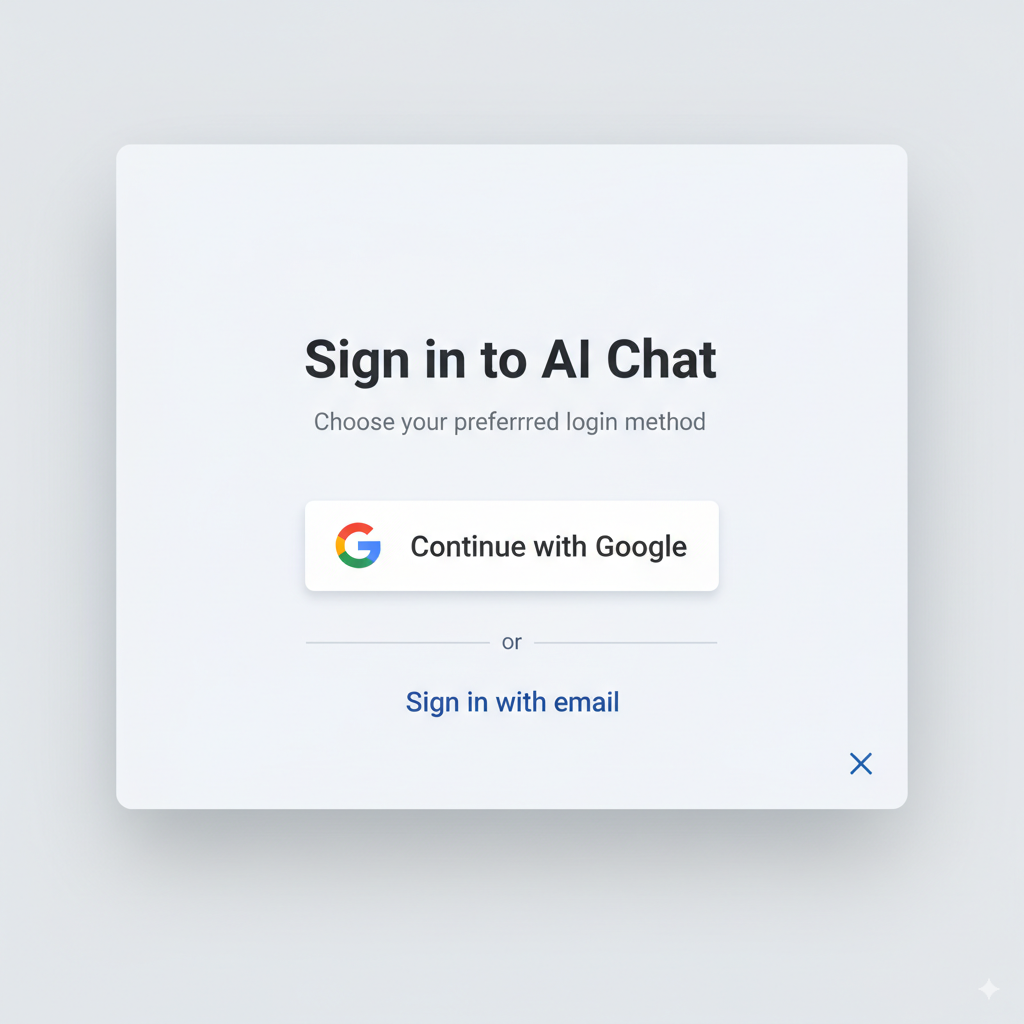 Sign in to AI Chat
Choose your preferrred login method
Continue with Google
or
Sign in with email